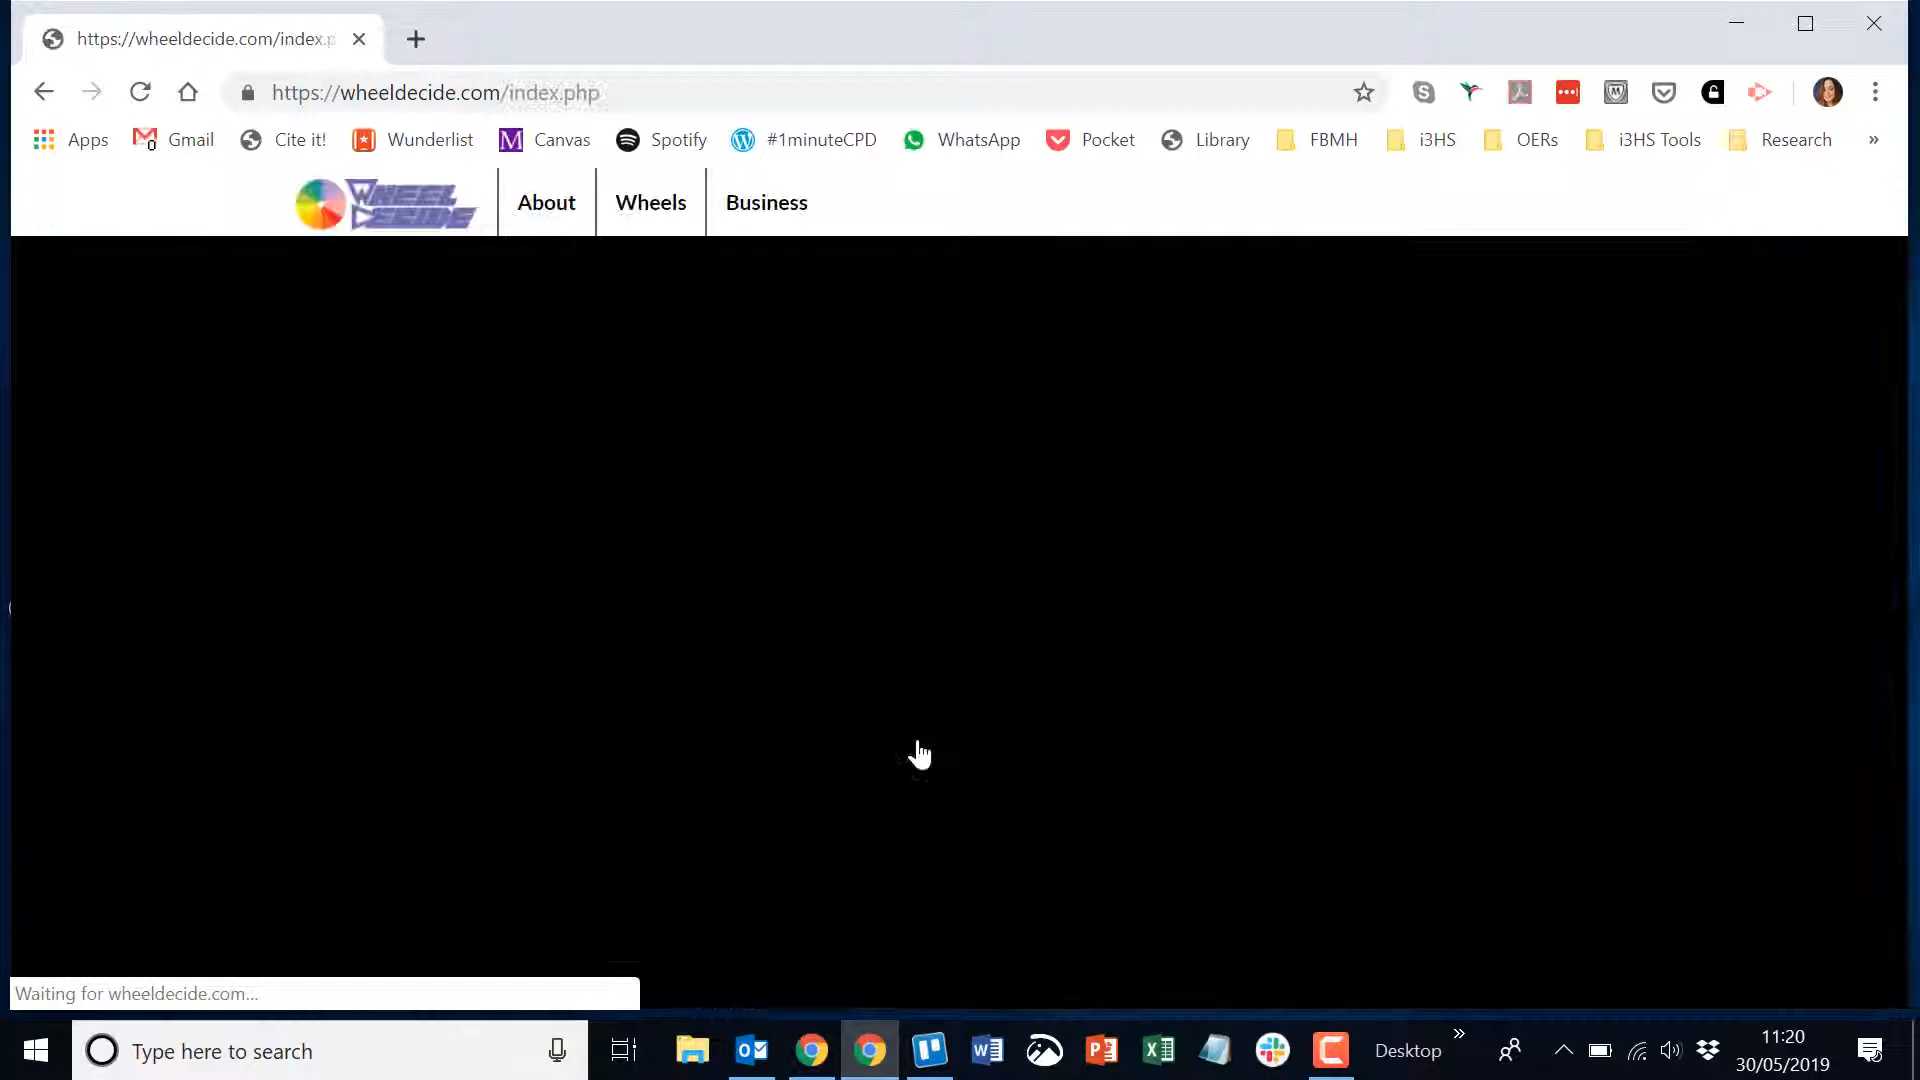 https://wheeldecide.com/index.p
https://wheeldecide.com/index.php
Apps Gmail Cite it! Wunderlist Canvas Spotify #1minuteCPD WhatsApp Pocket Library FBMH i3HS OERs i3HS Tools Research »
WHEEL DECIDE About Wheels Business
Waiting for wheeldecide.com...
Type here to search Desktop » 11:20
30/05/2019